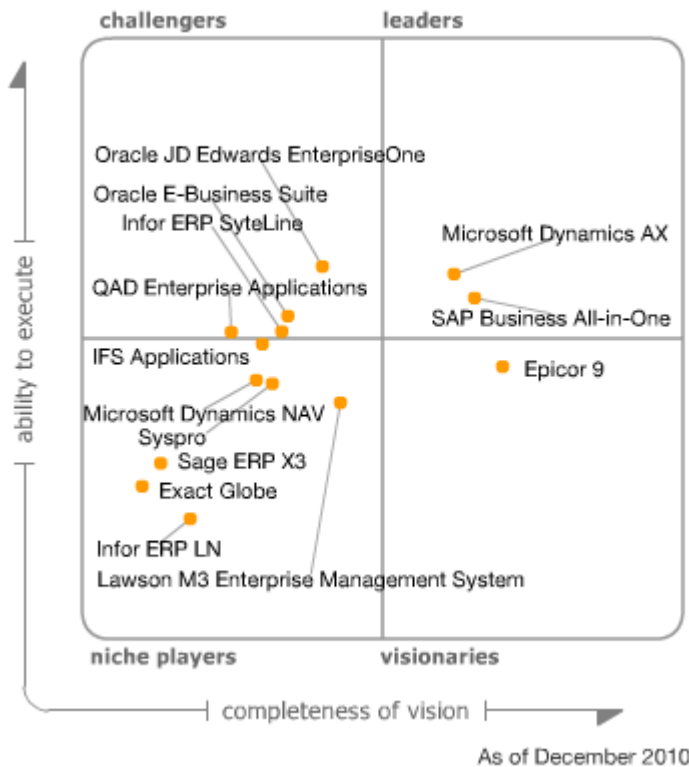 challengers
leaders
Oracle JD Edwards EnterpriseOne
Oracle E-Business Suite
Infor ERP SyteLine
Microsoft Dynamics AX
QAD Enterprise Applications
SAP Business All-in-One
IFS Applications
Epicor 9
Microsoft Dynamics NAV
Syspro
Sage ERP X3
Exact Globe
Infor ERP LN
Lawson M3 Enterprise Management System
niche players
visionaries
ability to execute
completeness of vision
As of December 2010